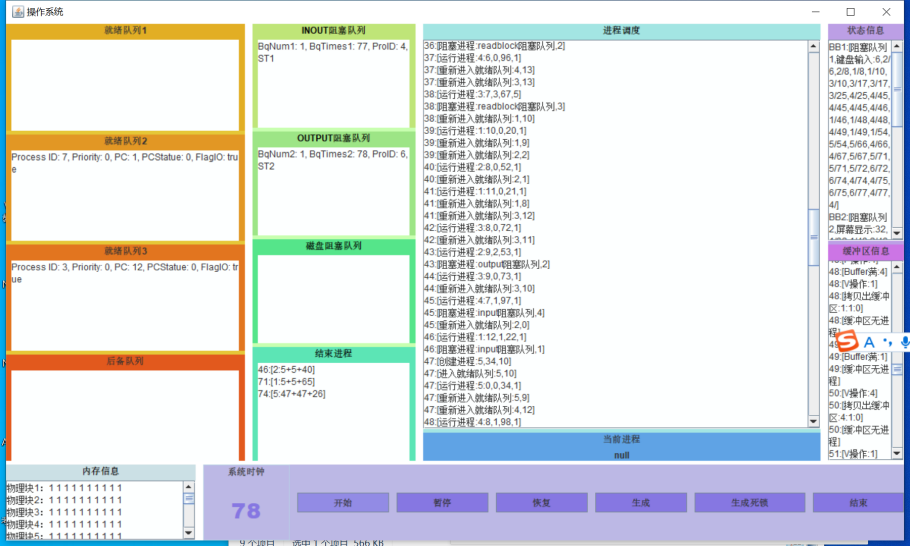 操作系统
就绪队列1
就绪队列2
Process ID: 7, Priority: 0, PC: 1, PCStatue: 0, FlagIO: tru
e
就绪队列3
Process ID: 3, Priority: 0, PC: 12, PCStatue: 0, FlagIO: tr
ue
后备队列
INOUT阻塞队列
BqNum1: 1, BqTimes1: 77, ProID: 4,
ST1
OUTPUT阻塞队列
BqNum2: 1, BqTimes2: 78, ProID: 6,
ST2
磁盘阻塞队列
结束进程
46:[2:5+5+40]
71:[1:5+5+65]
74:[5:47+47+26]
进程调度
36:[阻塞进程:readblock阻塞队列,2]
37:[运行进程:4:6,0,96,1]
37:[重新进入就绪队列:4,13]
37:[重新进入就绪队列:3,13]
38:[运行进程:3:7,3,67,5]
38:[阻塞进程:readblock阻塞队列,3]
38:[重新进入就绪队列:1,10]
39:[运行进程:1:10,0,20,1]
39:[重新进入就绪队列:1,9]
39:[重新进入就绪队列:2,2]
40:[运行进程:2:8,0,52,1]
40:[重新进入就绪队列:2,1]
41:[运行进程:1:11,0,21,1]
41:[重新进入就绪队列:1,8]
41:[重新进入就绪队列:3,12]
42:[运行进程:3:8,0,72,1]
42:[重新进入就绪队列:3,11]
43:[运行进程:2:9,2,53,1]
43:[阻塞进程:output阻塞队列,2]
44:[运行进程:3:9,0,73,1]
44:[重新进入就绪队列:3,10]
45:[运行进程:4:7,1,97,1]
45:[阻塞进程:input阻塞队列,4]
45:[重新进入就绪队列:2,0]
46:[运行进程:1:12,1,22,1]
46:[阻塞进程:input阻塞队列,1]
47:[创建进程:5,34,10]
47:[进入就绪队列:5,10]
47:[运行进程:5:0,0,34,1]
47:[重新进入就绪队列:5,9]
47:[重新进入就绪队列:4,12]
48:[运行进程:4:8,1,98,1]
当前进程
null
状态信息
BB1:[阻塞队列
1,键盘输入:6,2/
6,2/8,1/8,1/10,
3/10,3/17,3/17,
3/25,4/25,4/45,
4/45,4/45,4/46,
1/46,1/48,4/48,
4/49,1/49,1/54,
5/54,5/66,4/66,
4/67,5/67,5/71,
5/71,5/72,6/72,
6/74,4/74,4/75,
6/75,6/77,4/77,
4/]
BB2:[阻塞队列
2,屏幕显示:32,
缓冲区信息
48:[Buffer满:4]
48:[V操作:1]
48:[拷贝出缓冲
区:1:1:0]
48:[缓冲区无进
程]
49:[Buffer满:1]
49:[缓冲区无进
程]
50:[V操作:4]
50:[拷贝出缓冲
区:4:1:0]
50:[缓冲区无进
程]
51:[V操作:1]
内存信息
物理块1: 1 1 1 1 1 1 1 1 1 1
物理块2: 1 1 1 1 1 1 1 1 1 1
物理块3: 1 1 1 1 1 1 1 1 1 1
物理块4: 1 1 1 1 1 1 1 1 1 1
物理块5: 1 1 1 1 1 1 1 1 1 1
系统时钟
78
开始
暂停
恢复
生成
生成死锁
结束
9 个项目
选中 1 个项目 566 KB